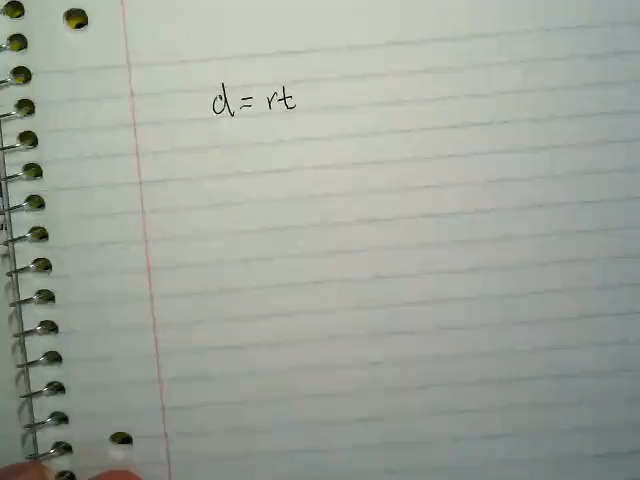 d = rt